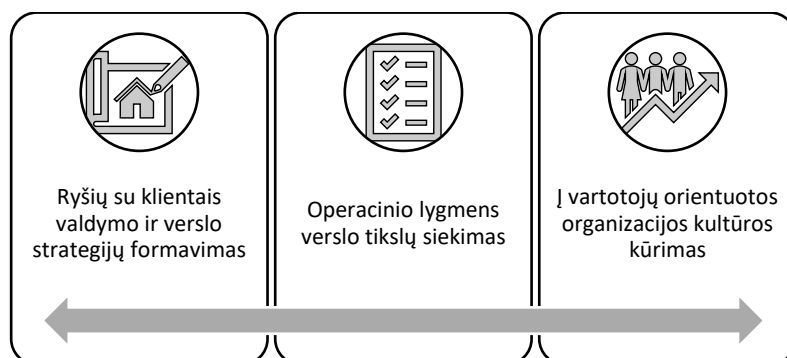 Ryšių su klientais
valdymo ir verslo
strategijų formavimas
Operacinio lygmens
verslo tikslų siekimas
Į vartotojų orientuotos
organizacijos kultūros
kūrimas